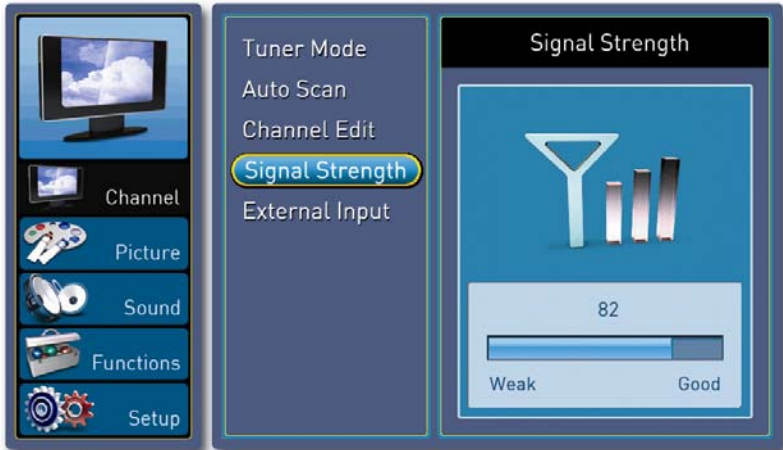 Channel
Picture
Sound
Functions
Setup
Tuner Mode
Auto Scan
Channel Edit
Signal Strength
External Input
Signal Strength
82
Weak Good